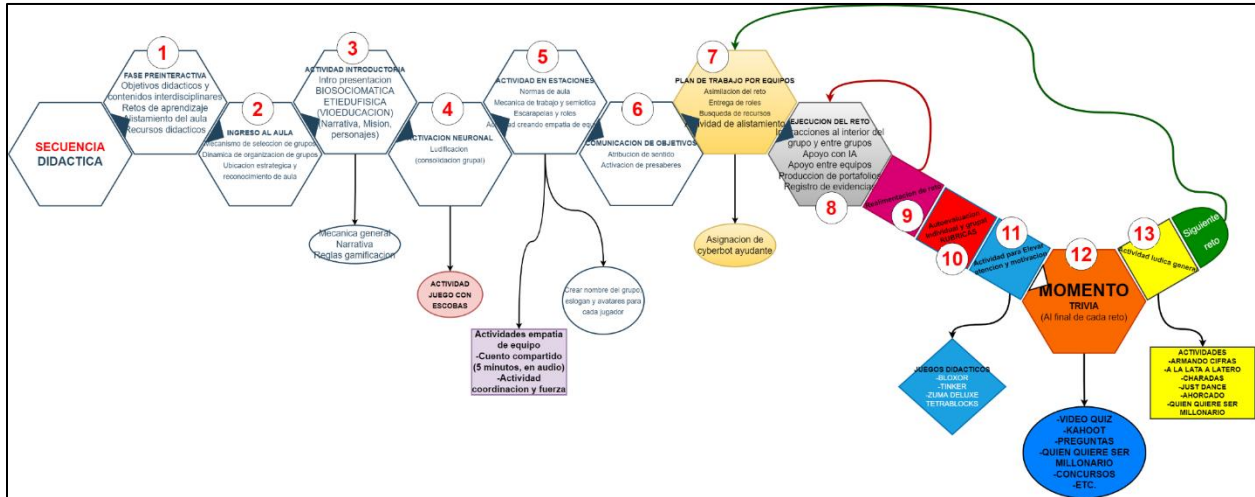 SECUENCIA
DIDACTICA
1
FASE PREINTERACTIVA
Objetivos didacticos y
contenidos interdisciplinares
Retos de aprendizaje
Alistamiento del aula
Recursos didacticos
2
INGRESO AL AULA
Mecanismo de seleccion de grupos
Dinamica de organizacion de grupos
Ubicacion estrategica y
reconocimiento de aula
3
ACTIVIDAD INTRODUCTORIA
Intro presentacion
BIOSOCIOMATICA
ETIEDUFISICA
(VIOEDUCACION)
(Narrativa, Mision,
personajes)
Mecanica general
Narrativa
Reglas gamificacion
4
ACTIVACION NEURONAL
Ludificacion
(consolidacion grupal)
ACTIVIDAD
JUEGO CON
ESCOBAS
5
ACTIVIDAD EN ESTACIONES
Normas de aula
Mecanica de trabajo y semiotica
Escarapelas y roles
creando empatia de
Actividades empatia
de equipo
-Cuento compartido
(5 minutos, en audio)
-Actividad
coordinacion y fuerza
Crear nombre del grupo,
eslogan y avatares para
cada jugador
6
COMUNICACION DE OBJETIVOS
Atribucion de sentido
Activacion de presaberes
7
PLAN DE TRABAJO POR EQUIPOS
Asimilacion del reto
Entrega de roles
Busqueda de recursos
Actividad de alistamiento
Asignacion de
cyberbot ayudante
EJECUCION DEL RETO
Interacciones al interior del
grupo y entre grupos
Apoyo con IA
Apoyo entre equipos
Produccion de portafolios
Registro de evidencias
8
Realimentacion de reto
9
Autoevaluacion
Individual y grupal
RUBRICAS
10
11
Actividad para Elevar
atencion y motivacion
JUEGOS DIDACTICOS
-BLOXOR
-TINKER
-ZUMA DELUXE
TETRABLOCKS
12
MOMENTO
TRIVIA
(Al final de cada reto)
-VIDEO QUIZ
-KAHOOT
-PREGUNTAS
-QUIEN QUIERE SER
MILLONARIO
-CONCURSOS
-ETC.
13
Actividad ludica general
ACTIVIDADES
-ARMANDO CIFRAS
-A LA LATA A LATERO
-CHARADAS
-JUST DANCE
-AHORCADO
-QUIEN QUIERE SER
MILLONARIO
Siguiente
reto